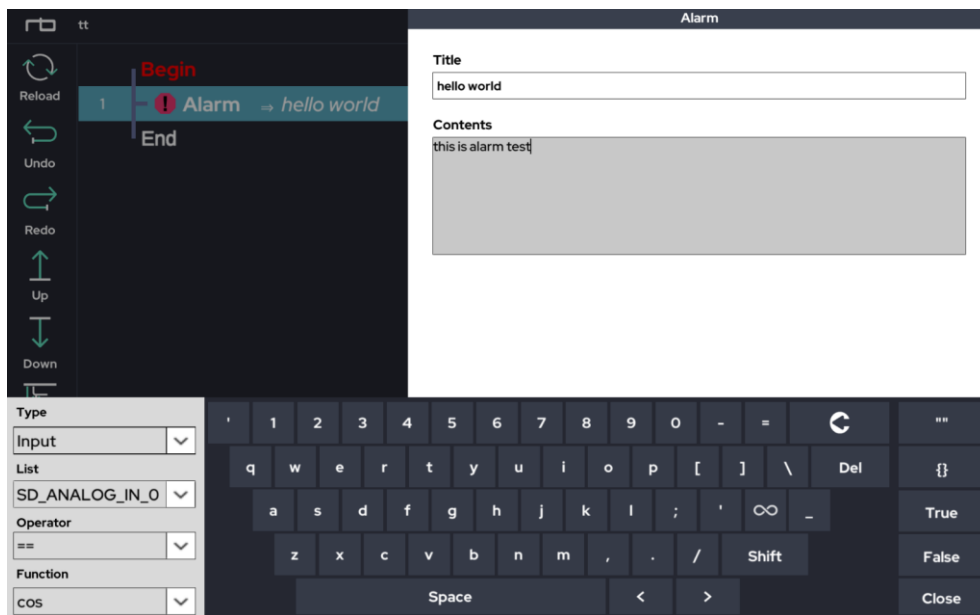 tt
Reload
Undo
Redo
Up
Down
Begin
1 ! Alarm ⇒ hello world
End
Alarm
Title
hello world
Contents
this is alarm test
Type
Input
List
SD_ANALOG_IN_0
Operator
==
Function
cos
' 1 2 3 4 5 6 7 8 9 0 - = ""
q w e r t y u i o p [ ] \ Del {}
a s d f g h j k l ; ' ∞ _ True
z x c v b n m , . / Shift False
Space < > Close